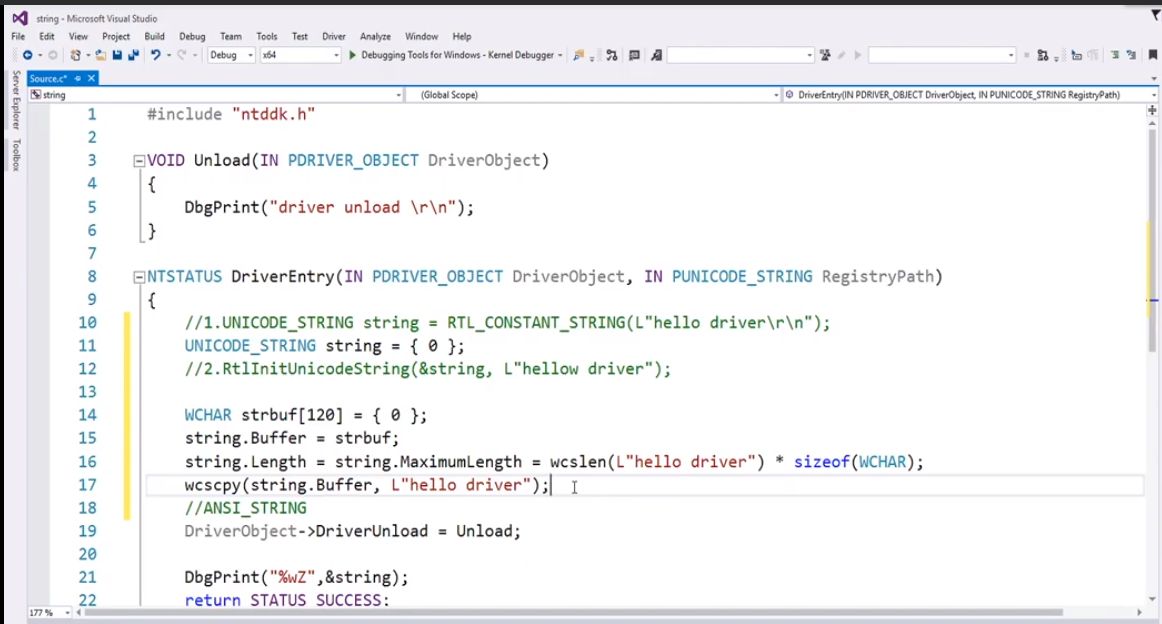 string - Microsoft Visual Studio
File Edit View Project Build Debug Team Tools Test Driver Analyze Window Help
Debug x64 Debugging Tools for Windows - Kernel Debugger
Server Explorer
Toolbox
Source.c*
string (Global Scope) DriverEntry(IN PDRIVER_OBJECT DriverObject, IN PUNICODE_STRING RegistryPath)
1 #include "ntddk.h"
2
3 VOID Unload(IN PDRIVER_OBJECT DriverObject)
4 {
5 DbgPrint("driver unload \r\n");
6 }
7
8 NTSTATUS DriverEntry(IN PDRIVER_OBJECT DriverObject, IN PUNICODE_STRING RegistryPath)
9 {
10 //1.UNICODE_STRING string = RTL_CONSTANT_STRING(L"hello driver\r\n");
11 UNICODE_STRING string = { 0 };
12 //2.RtlInitUnicodeString(&string, L"hellow driver");
13
14 WCHAR strbuf[120] = { 0 };
15 string.Buffer = strbuf;
16 string.Length = string.MaximumLength = wcslen(L"hello driver") * sizeof(WCHAR);
17 wcscpy(string.Buffer, L"hello driver");
18 //ANSI_STRING
19 DriverObject->DriverUnload = Unload;
20
21 DbgPrint("%wZ",&string);
22 return STATUS_SUCCESS;
177 %